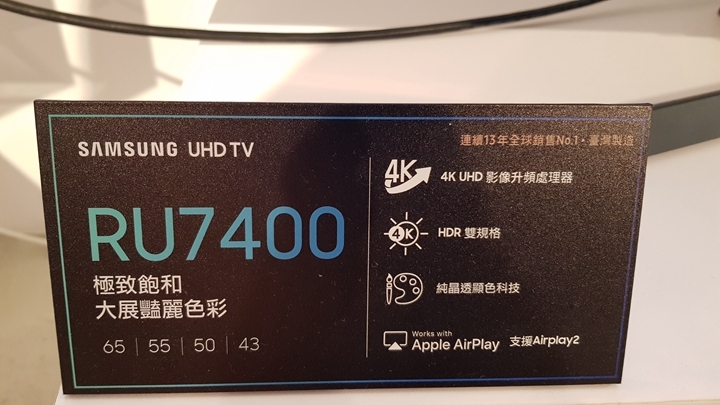 SAMSUNG UHD TV
RU7400
極致飽和
大展豔麗色彩
65 | 55 | 50 | 43
連續13年全球銷售No.1・臺灣製造
4K 4K UHD 影像升頻處理器
4K HDR 雙規格
純晶透顯色科技
Works with
Apple AirPlay 支援Airplay2